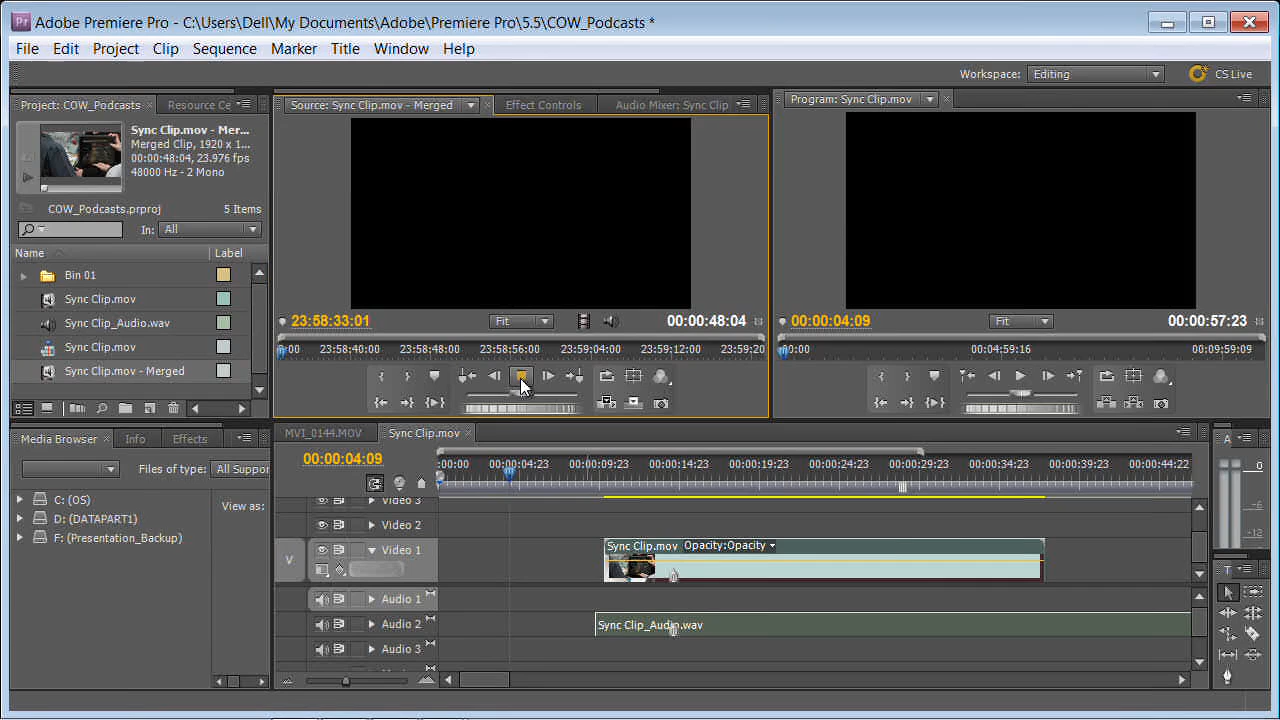 Pr Adobe Premiere Pro - C:\Users\Dell\My Documents\Adobe\Premiere Pro\5.5\COW_Podcasts *
File Edit Project Clip Sequence Marker Title Window Help
Workspace: Editing CS Live
Project: COW_Podcasts Resource Ce
Sync Clip.mov - Mer...
Merged Clip, 1920 x 1...
00:00:48:04, 23.976 fps
48000 Hz - 2 Mono
COW_Podcasts.prproj 5 Items
In: All
Name Label
Bin 01
Sync Clip.mov
Sync Clip_Audio.wav
Sync Clip.mov
Sync Clip.mov - Merged
Source: Sync Clip.mov - Merged Effect Controls Audio Mixer: Sync Clip
23:58:33:01 Fit 00:00:48:04
:00 23:58:40:00 23:58:48:00 23:58:56:00 23:59:04:00 23:59:12:00 23:59:20
Program: Sync Clip.mov
00:00:04:09 Fit 00:00:57:23
00:00 00:04:59:16 00:09:59:09
Media Browser Info Effects
Files of type: All Suppor
C: (OS)
D: (DATAPART1)
F: (Presentation_Backup)
View as:
MVI_0144.MOV Sync Clip.mov
00:00:04:09
:00:00 00:00:04:23 00:00:09:23 00:00:14:23 00:00:19:23 00:00:24:23 00:00:29:23 00:00:34:23 00:00:39:23 00:00:44:22
Video 3
Video 2
V Video 1
Sync Clip.mov Opacity:Opacity
Audio 1
Audio 2
Sync Clip_Audio.wav
Audio 3
A
0
-6
T